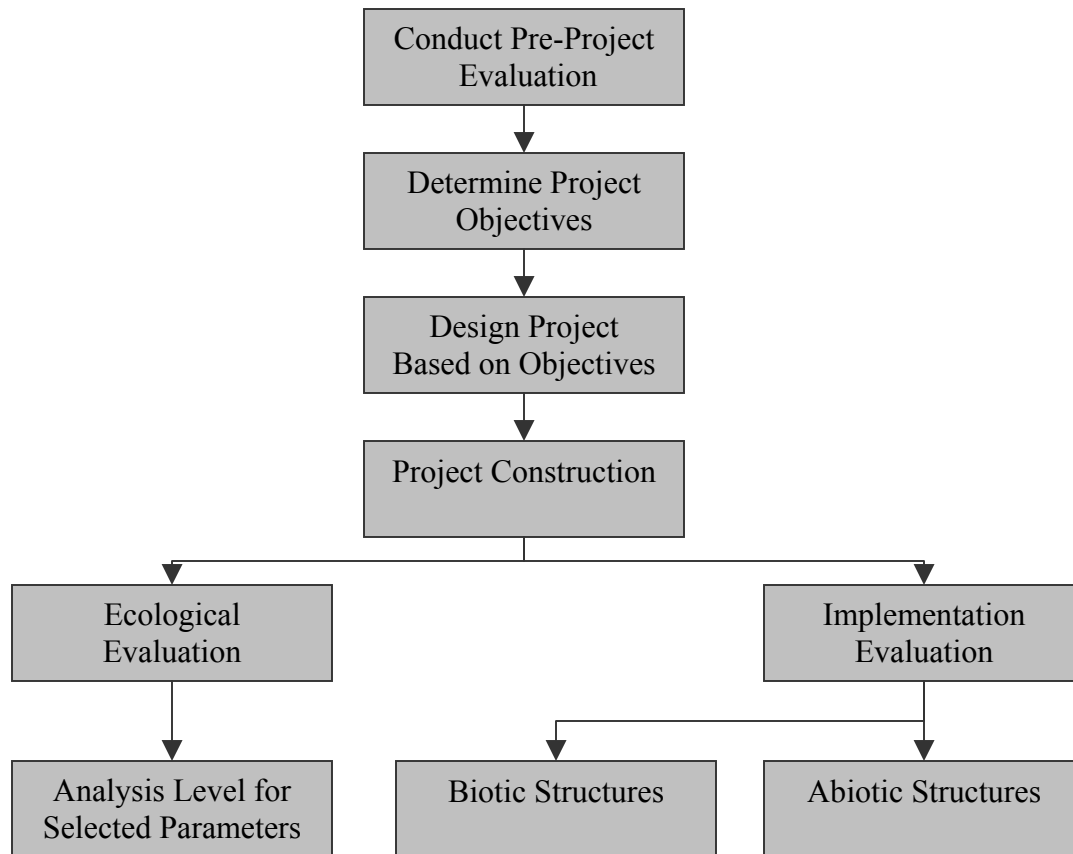 Conduct Pre-Project
Evaluation
Determine Project
Objectives
Design Project
Based on Objectives
Project Construction
Ecological
Evaluation
Implementation
Evaluation
Analysis Level for
Selected Parameters
Biotic Structures
Abiotic Structures